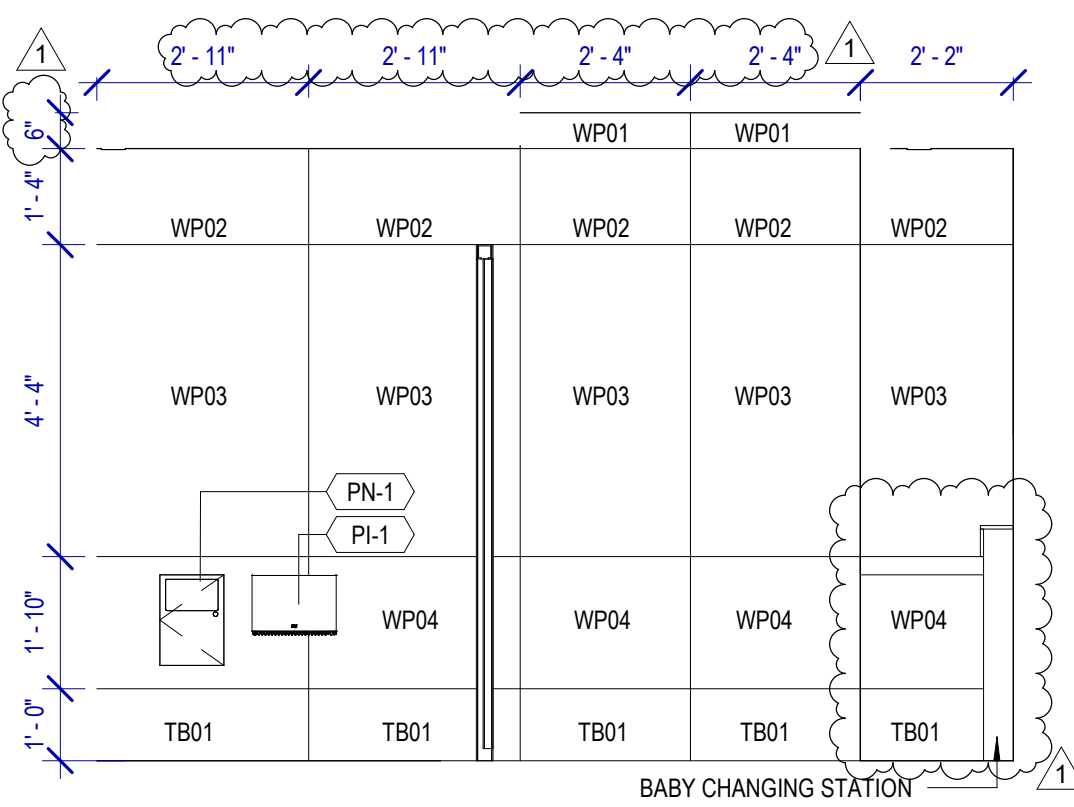 1
2' - 11" 2' - 11" 2' - 4" 2' - 4" 1 2' - 2"
6"
WP01 WP01
1' - 4"
WP02 WP02 WP02 WP02 WP02
4' - 4"
WP03 WP03 WP03 WP03 WP03
PN-1
PI-1
1' - 10"
WP04 WP04 WP04 WP04
1' - 0"
TB01 TB01 TB01 TB01 TB01
BABY CHANGING STATION 1